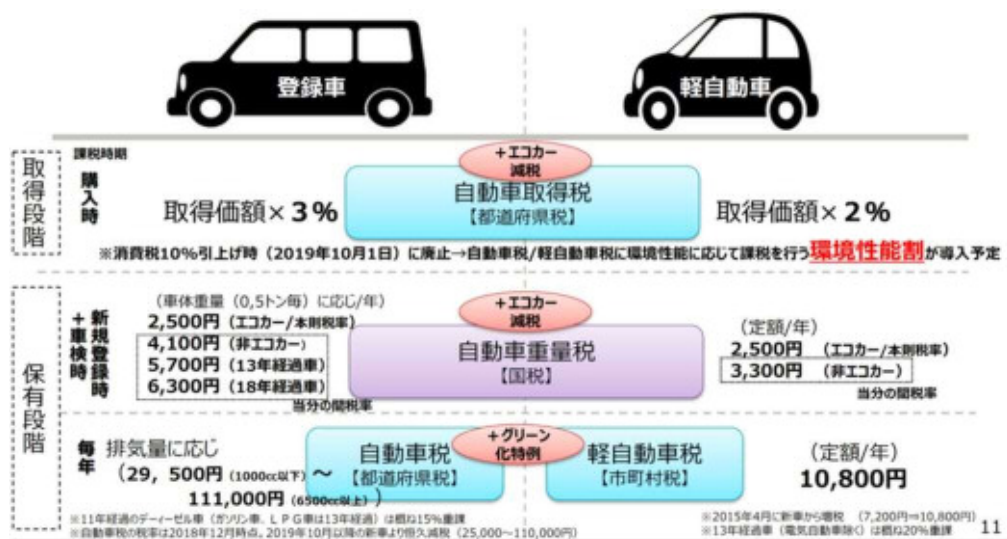 登録車
軽自動車
取得段階
課税時期
購入時
+エコカー
減税
自動車取得税
【都道府県税】
取得価額×3%
取得価額×2%
※消費税10%引上げ時（2019年10月1日）に廃止→自動車税/軽自動車税に環境性能に応じて課税を行う環境性能割が導入予定
保有段階
新規登録時
+車検時
（車体重量（0,5トン毎）に応じ/年）
2,500円（エコカー/本則税率）
4,100円（非エコカー）
5,700円（13年経過車）
6,300円（18年経過車）
当分の間税率
+エコカー
減税
自動車重量税
【国税】
（定額/年）
2,500円 （エコカー/本則税率）
3,300円 （非エコカー）
当分の間税率
毎年
排気量に応じ
（29，500円（1000cc以下）～
111,000円（6500cc以上））
自動車税
【都道府県税】
+グリーン
化特例
軽自動車税
【市町村税】
（定額/年）
10,800円
※11年経過のディーゼル車（ガソリン車、ＬＰＧ車は13年経過）は概ね15%重課
※自動車税の税率は2018年12月時点。2019年10月以降の新車より恒久減税（25,000～110,000円）
※2015年4月に新車から増税 （7,200円⇒10,800円）
※13年経過車（電気自動車除く）は概ね20%重課
11